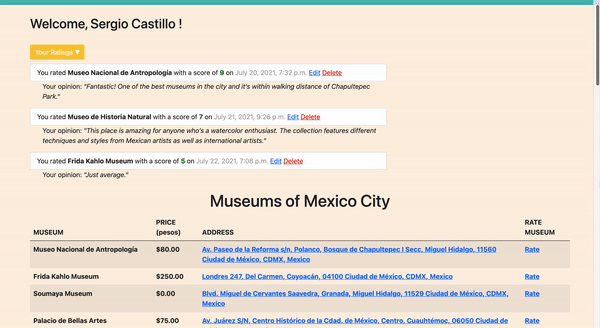 Welcome, Sergio Castillo !
Your Ratings ▼
You rated Museo Nacional de Antropología with a score of 9 on July 20, 2021, 7:32 p.m. Edit Delete
Your opinion: "Fantastic! One of the best museums in the city and it's within walking distance of Chapultepec
Park."
You rated Museo de Historia Natural with a score of 7 on July 21, 2021, 9:26 p.m. Edit Delete
Your opinion: "This place is amazing for anyone who's a watercolor enthusiast. The collection features different
techniques and styles from Mexican artists as well as international artists."
You rated Frida Kahlo Museum with a score of 5 on July 22, 2021, 7:08 p.m. Edit Delete
Your opinion: "Just average."
Museums of Mexico City
MUSEUM PRICE (pesos) ADDRESS RATE MUSEUM
Museo Nacional de Antropología $80.00 Av. Paseo de la Reforma s/n, Polanco, Bosque de Chapultepec I Secc, Miguel Hidalgo, 11560 Rate
Ciudad de México, CDMX, Mexico
Frida Kahlo Museum $250.00 Londres 247, Del Carmen, Coyoacán, 04100 Ciudad de México, CDMX, Mexico Rate
Soumaya Museum $0.00 Blvd. Miguel de Cervantes Saavedra, Granada, Miguel Hidalgo, 11529 Ciudad de México, CDMX, Rate
Mexico
Palacio de Bellas Artes $75.00 Av. Juárez S/N, Centro Histórico de la Cdad. de México, Centro, Cuauhtémoc, 06050 Ciudad de Rate